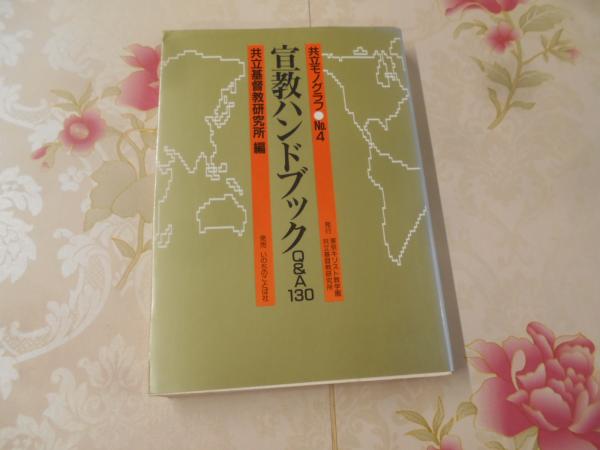 共立モノグラフ●No.4
宣教ハンドブック
Q&A
130
共立基督教研究所 編
発行 東京キリスト教学園
共立基督教研究所
発売 いのちのことば社